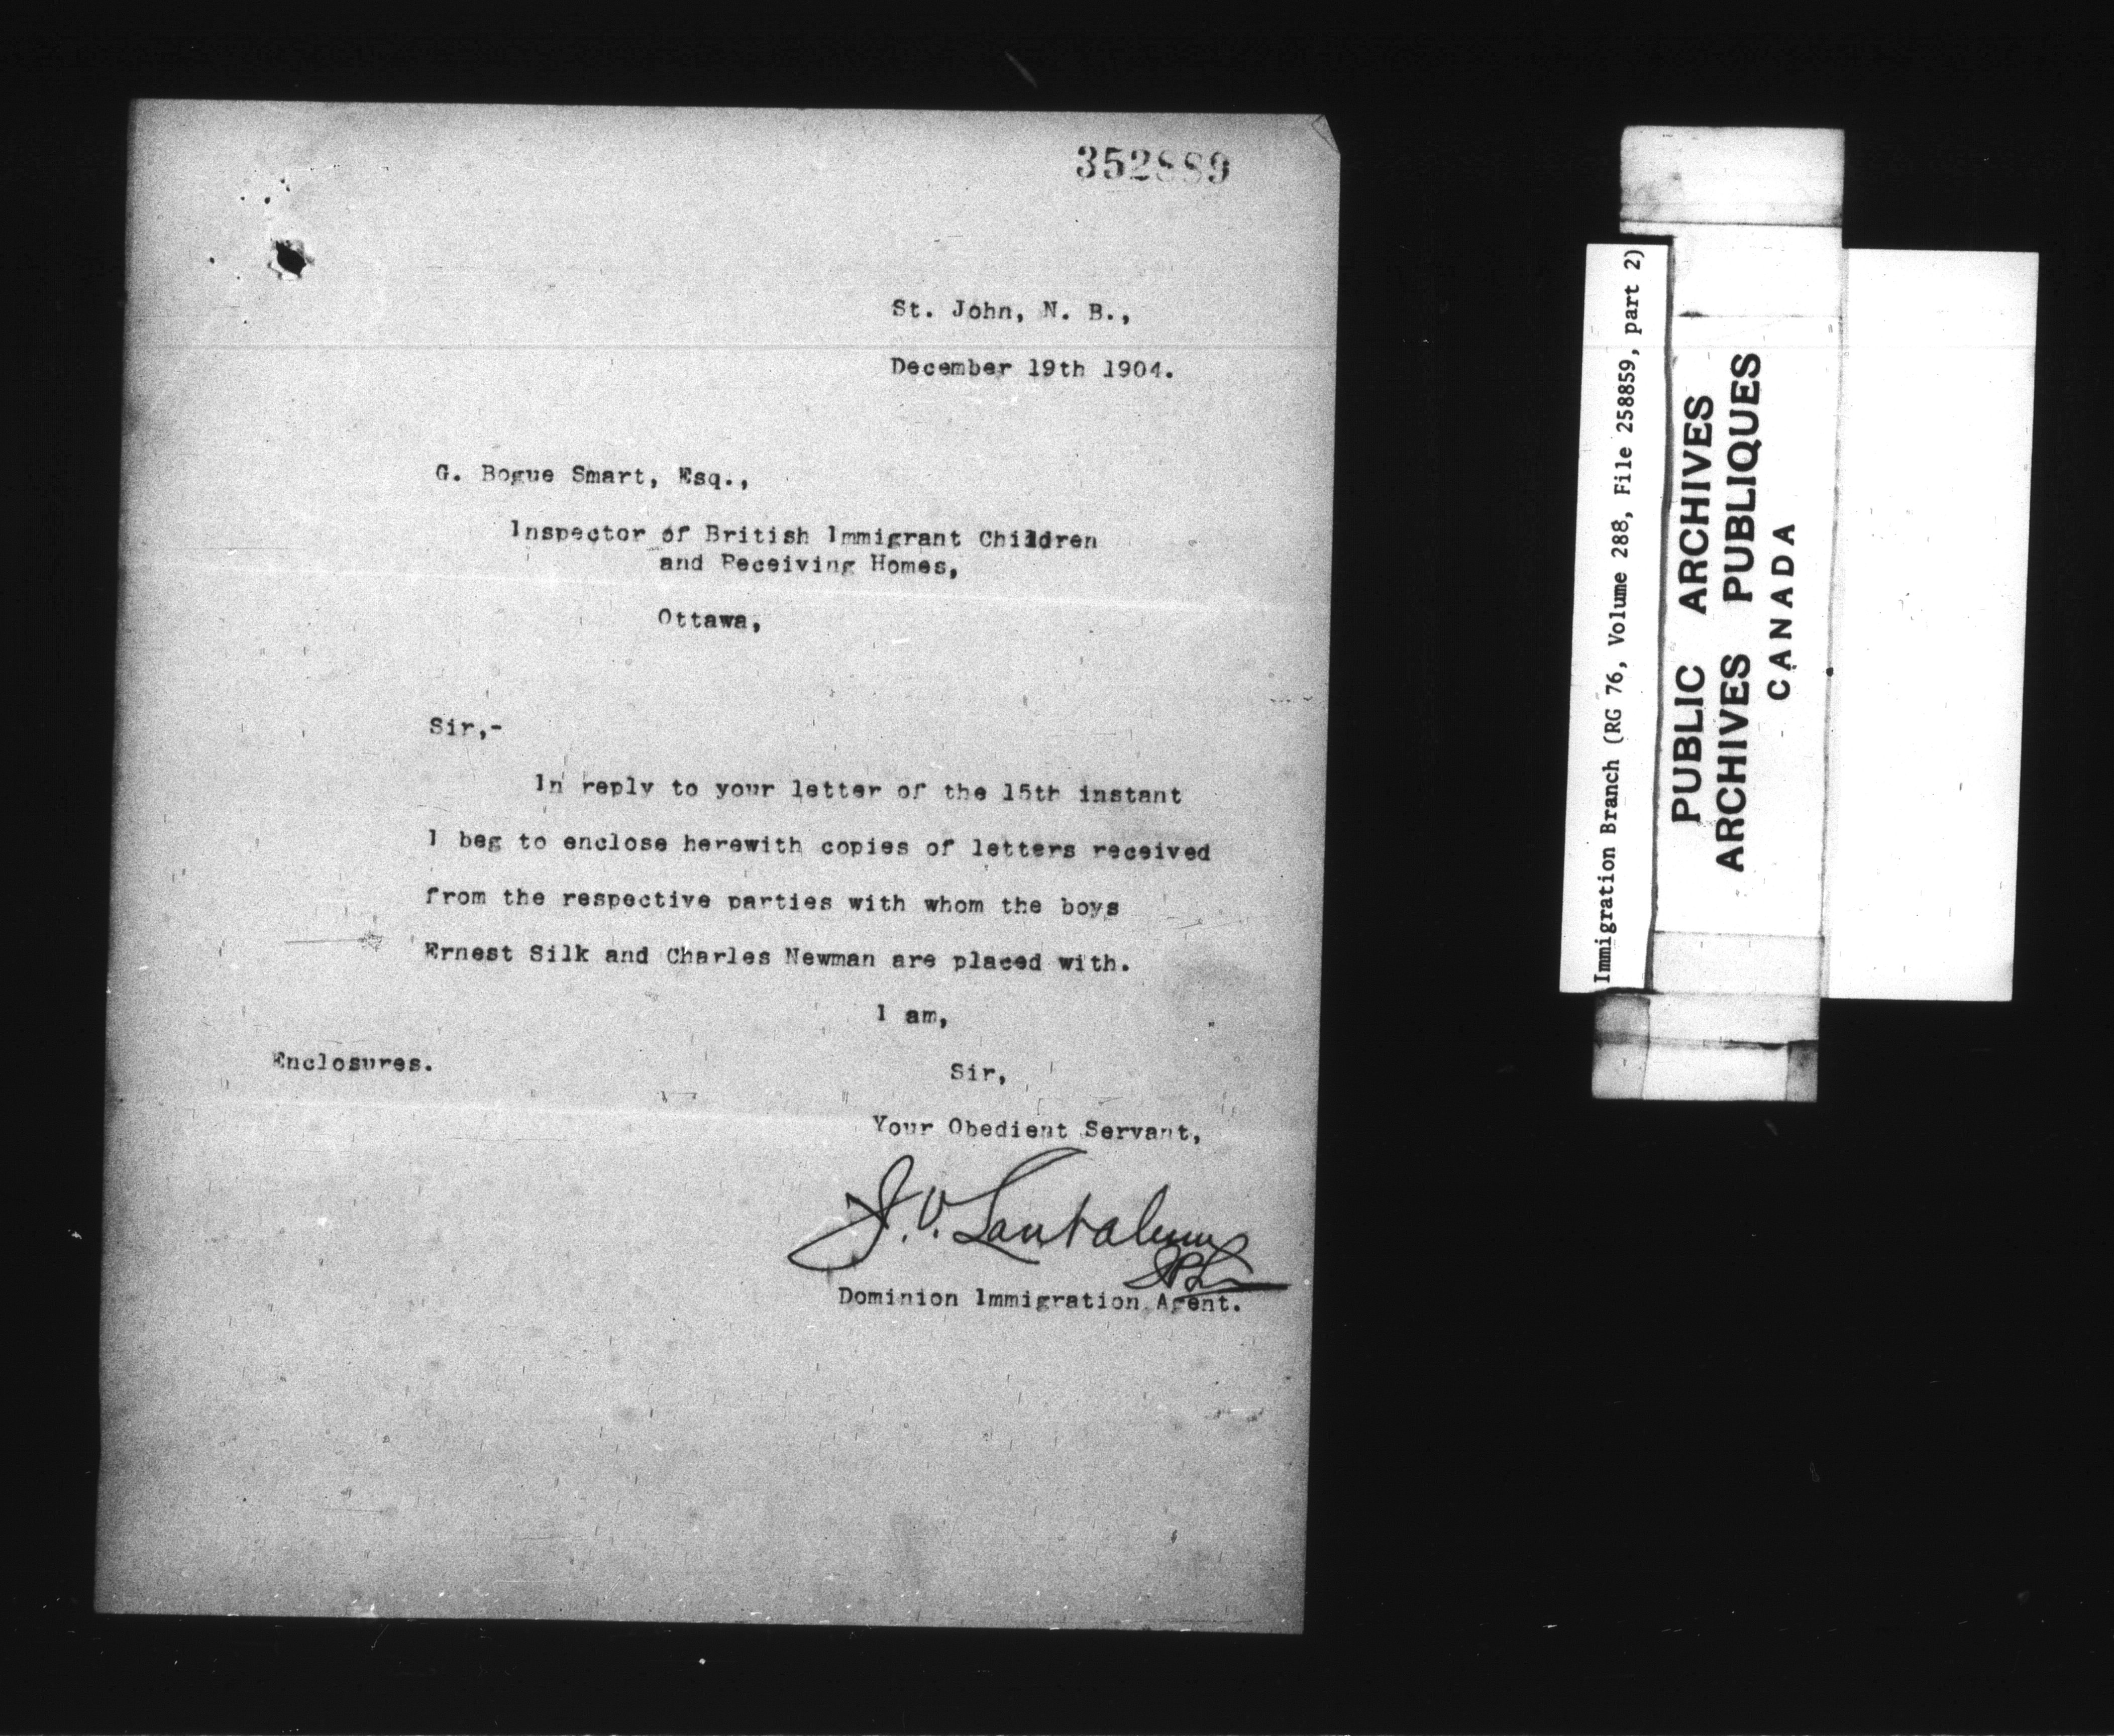 352889
St. John, N. B.,
December 19th 1904.
G. Bogue Smart, Esq.,
Inspector of British Immigrant Children
and Receiving Homes,
Ottawa,
Sir,-
In reply to your letter of the 15th instant
I beg to enclose herewith copies of letters received
from the respective parties with whom the boys
Ernest Silk and Charles Newman are placed with.
I am,
Enclosures.
Sir,
Your Obedient Servant,
J. V. Lantalum
Dominion Immigration Agent.
Immigration Branch (RG 76, Volume 288, File 258859, part 2)
PUBLIC ARCHIVES
ARCHIVES PUBLIQUES
CANADA